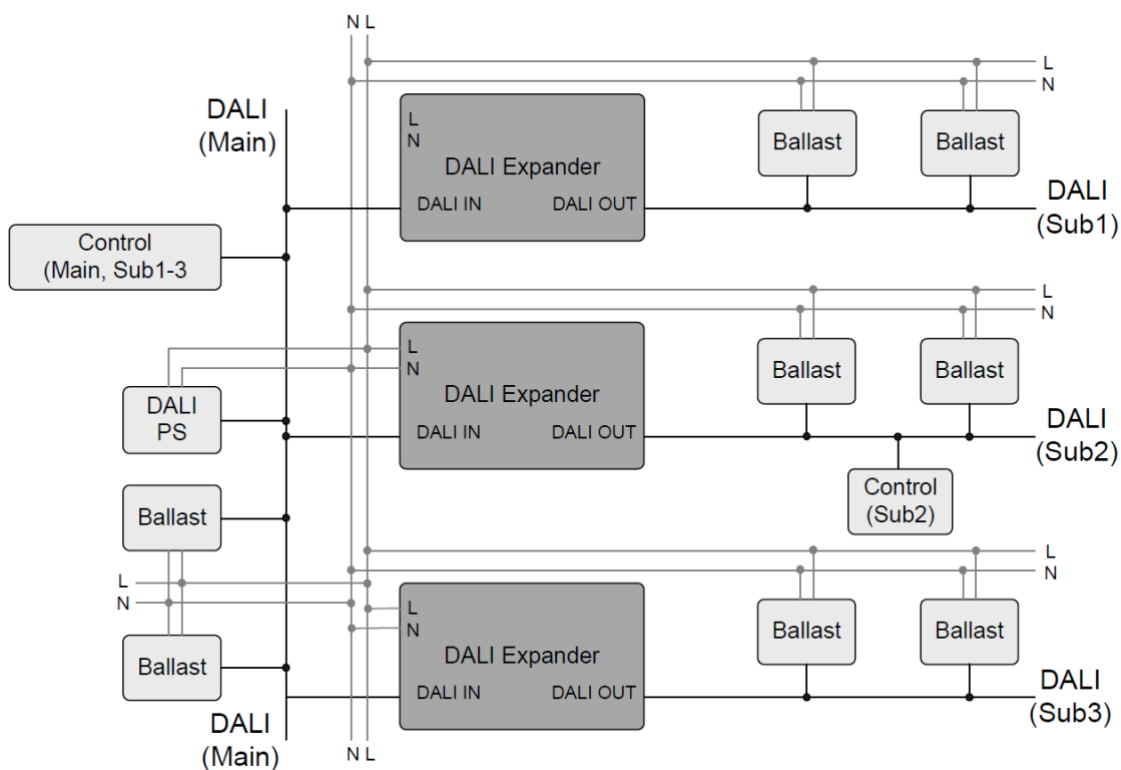 N L
L
N
DALI
(Main)
L
N
DALI Expander
DALI IN
DALI OUT
Ballast
Ballast
DALI
(Sub1)
Control
(Main, Sub1-3
L
N
L
N
DALI Expander
DALI IN
DALI OUT
Ballast
Ballast
DALI
(Sub2)
DALI
PS
Control
(Sub2)
Ballast
L
N
L
N
L
N
DALI Expander
DALI IN
DALI OUT
Ballast
Ballast
Ballast
DALI
(Sub3)
DALI
(Main)
N L